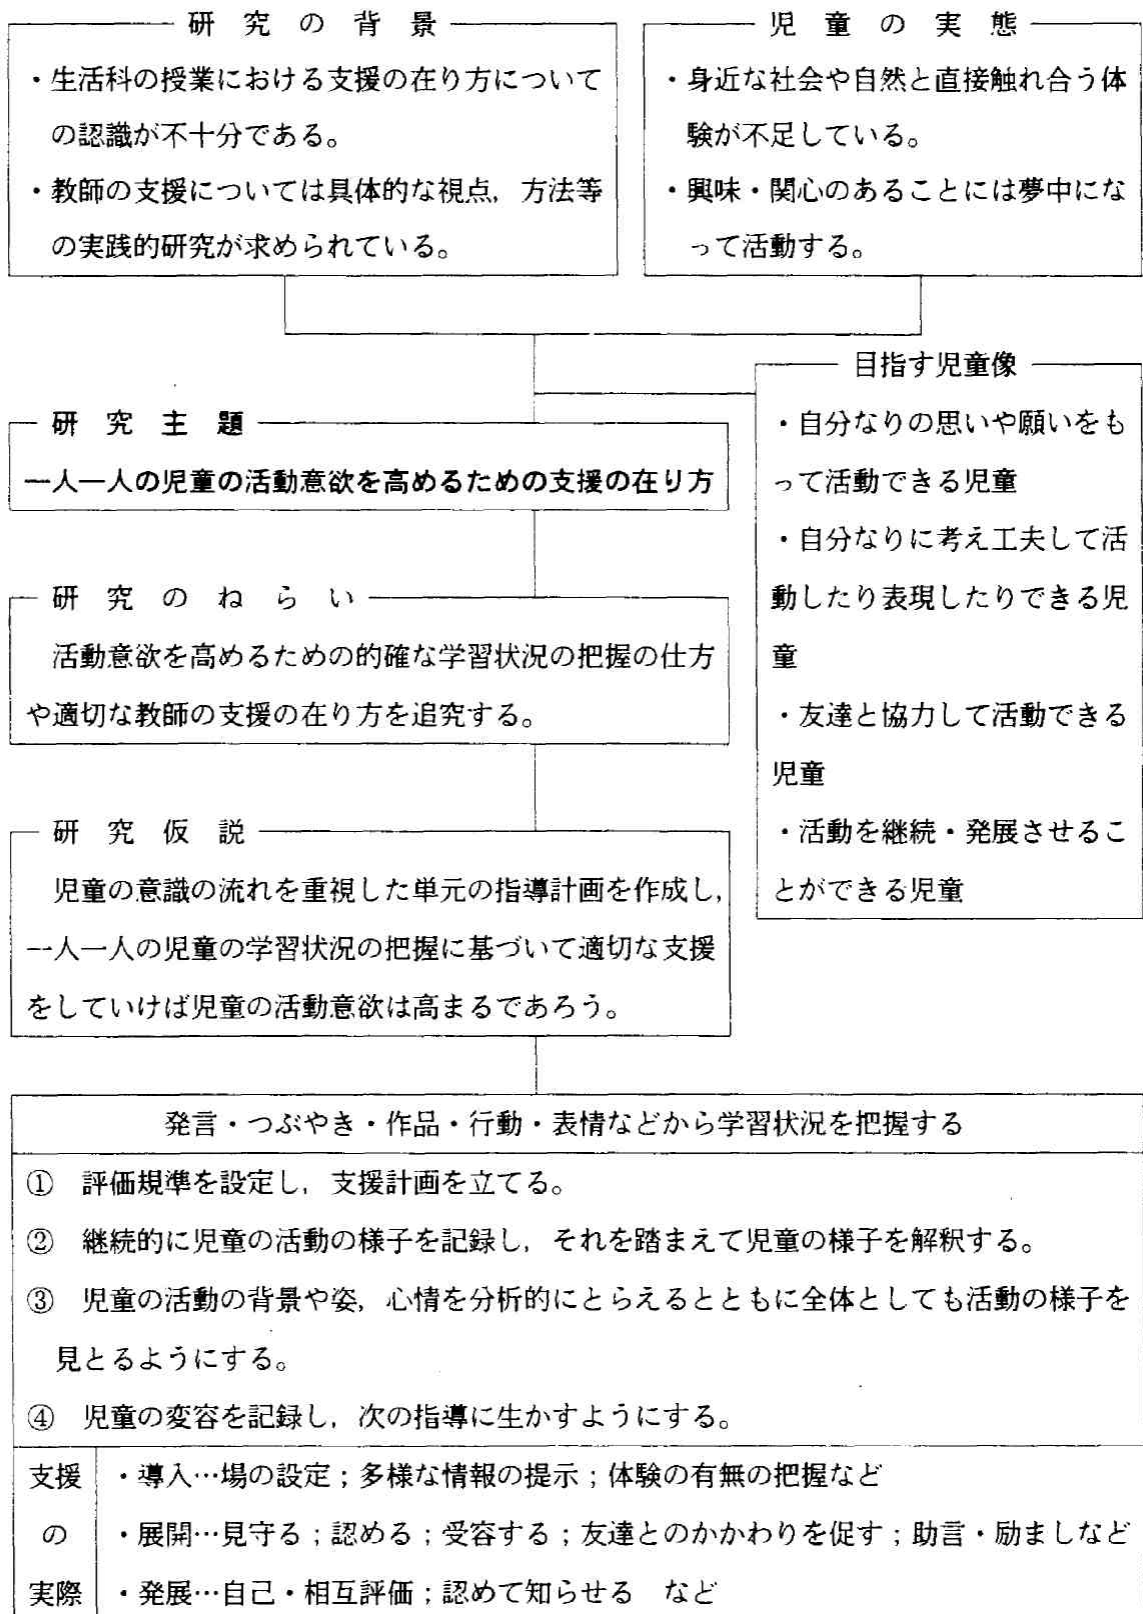 研究の背景
・生活科の授業における支援の在り方について
の認識が不十分である。
・教師の支援については具体的な視点，方法等
の実践的研究が求められている。
児童の実態
・身近な社会や自然と直接触れ合う体
験が不足している。
・興味・関心のあることには夢中にな
って活動する。
目指す児童像
・自分なりの思いや願いをも
って活動できる児童
・自分なりに考え工夫して活
動したり表現したりできる児
童
・友達と協力して活動できる
児童
・活動を継続・発展させるこ
とができる児童
研究主題
一人一人の児童の活動意欲を高めるための支援の在り方
研究のねらい
活動意欲を高めるための的確な学習状況の把握の仕方
や適切な教師の支援の在り方を追究する。
研究仮説
児童の意識の流れを重視した単元の指導計画を作成し，
一人一人の児童の学習状況の把握に基づいて適切な支援
をしていけば児童の活動意欲は高まるであろう。
発言・つぶやき・作品・行動・表情などから学習状況を把握する
①　評価規準を設定し，支援計画を立てる。
②　継続的に児童の活動の様子を記録し，それを踏まえて児童の様子を解釈する。
③　児童の活動の背景や姿，心情を分析的にとらえるとともに全体としても活動の様子を
見とるようにする。
④　児童の変容を記録し，次の指導に生かすようにする。
支援
の
実際
・導入…場の設定；多様な情報の提示；体験の有無の把握など
・展開…見守る；認める；受容する；友達とのかかわりを促す；助言・励ましなど
・発展…自己・相互評価；認めて知らせる　など